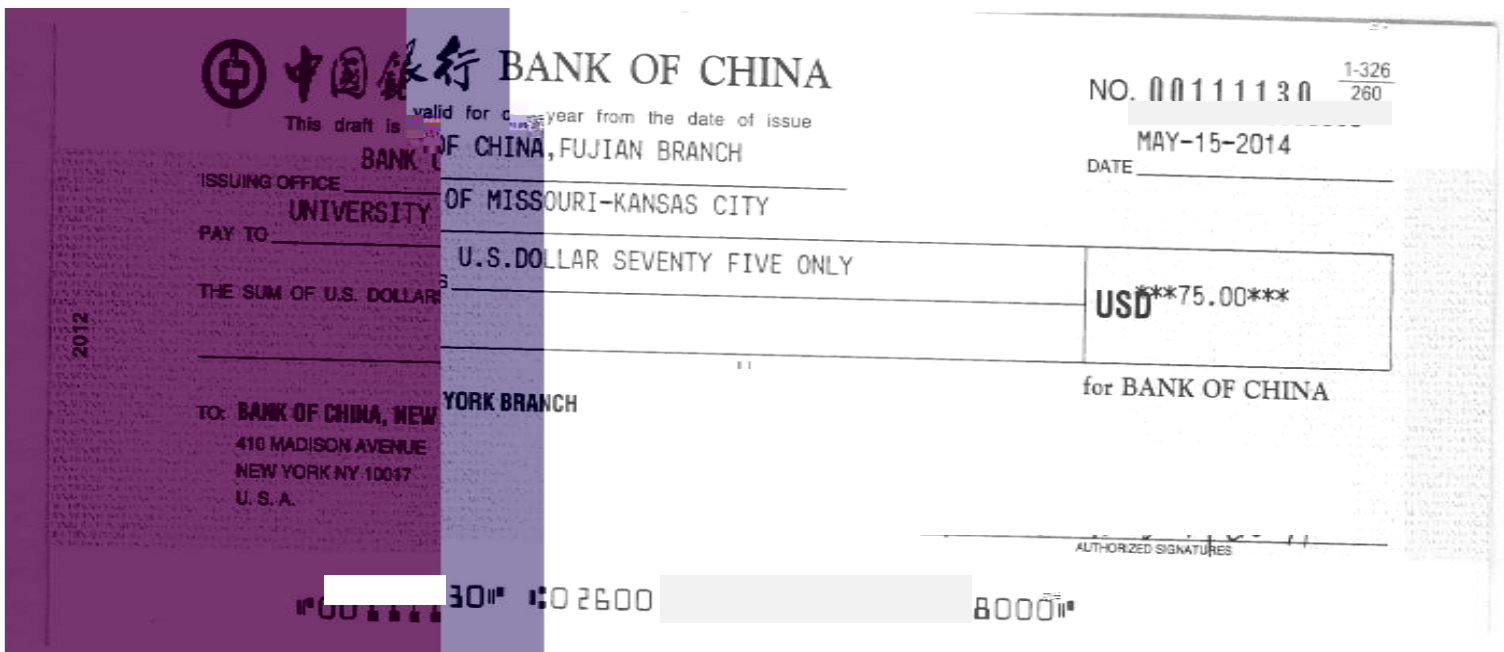 中国銀行 BANK OF CHINA
NO. 00111130 1-326
260
This draft is valid for year from the date of issue
BANK OF CHINA,FUJIAN BRANCH
ISSUING OFFICE
MAY-15-2014
DATE
UNIVERSITY OF MISSOURI-KANSAS CITY
PAY TO
U.S.DOLLAR SEVENTY FIVE ONLY
THE SUM OF U.S. DOLLARS
USD***75.00***
2012
for BANK OF CHINA
TO: BANK OF CHINA, NEW YORK BRANCH
410 MADISON AVENUE
NEW YORK NY 10017
U. S. A.
AUTHORIZED SIGNATURES
⑈00111130⑈ ⑆02600 8000⑈